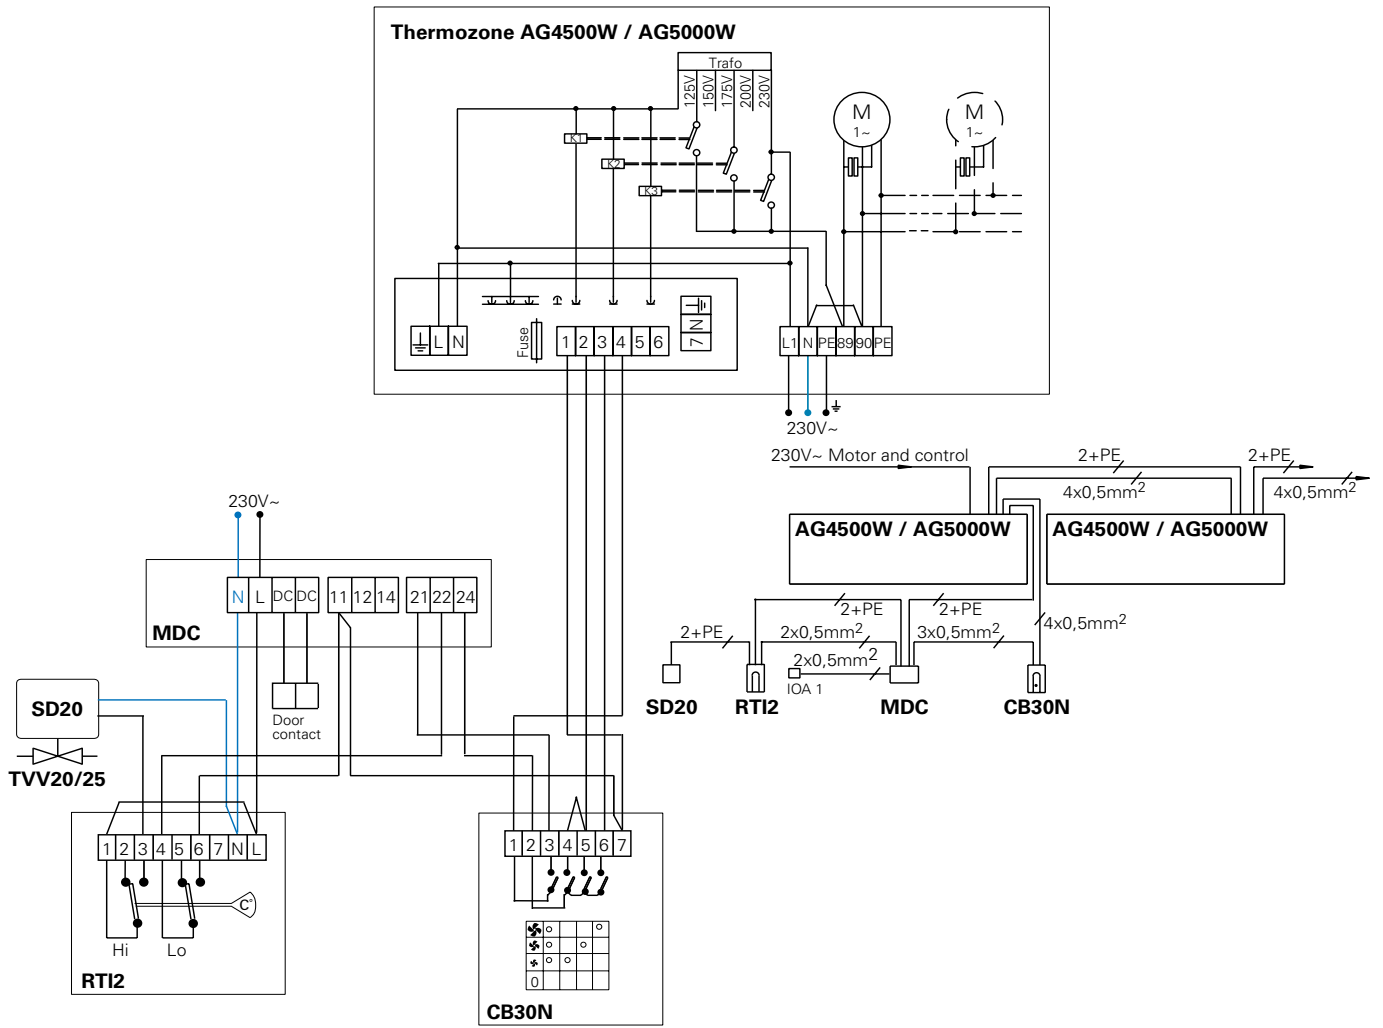 Thermozone AG4500W / AG5000W
Trafo
125V 150V 175V 200V 230V
M
1~
M
1~
K1
K2
K3
L N
Fuse
1 2 3 4 5 6
7 N
L1 N PE 89 90 PE
230V~
230V~ Motor and control
2+PE
2+PE
4x0,5mm²
4x0,5mm²
AG4500W / AG5000W
AG4500W / AG5000W
230V~
N L DC DC 11 12 14 21 22 24
MDC
2+PE
2+PE
2+PE
2x0,5mm²
3x0,5mm²
4x0,5mm²
2x0,5mm²
IOA 1
SD20
RTI2
MDC
CB30N
SD20
TVV20/25
Door
contact
1 2 3 4 5 6 7 N L
C°
Hi
Lo
RTI2
1 2 3 4 5 6 7
0
CB30N